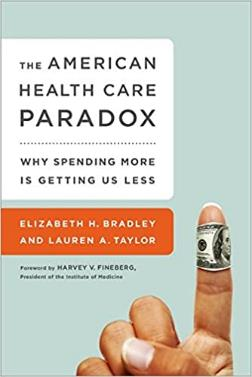 THE AMERICAN
HEALTH CARE
PARADOX
WHY SPENDING MORE
IS GETTING US LESS
ELIZABETH H. BRADLEY
AND LAUREN A. TAYLOR
Foreword by HARVEY V. FINEBERG,
President of the Institute of Medicine